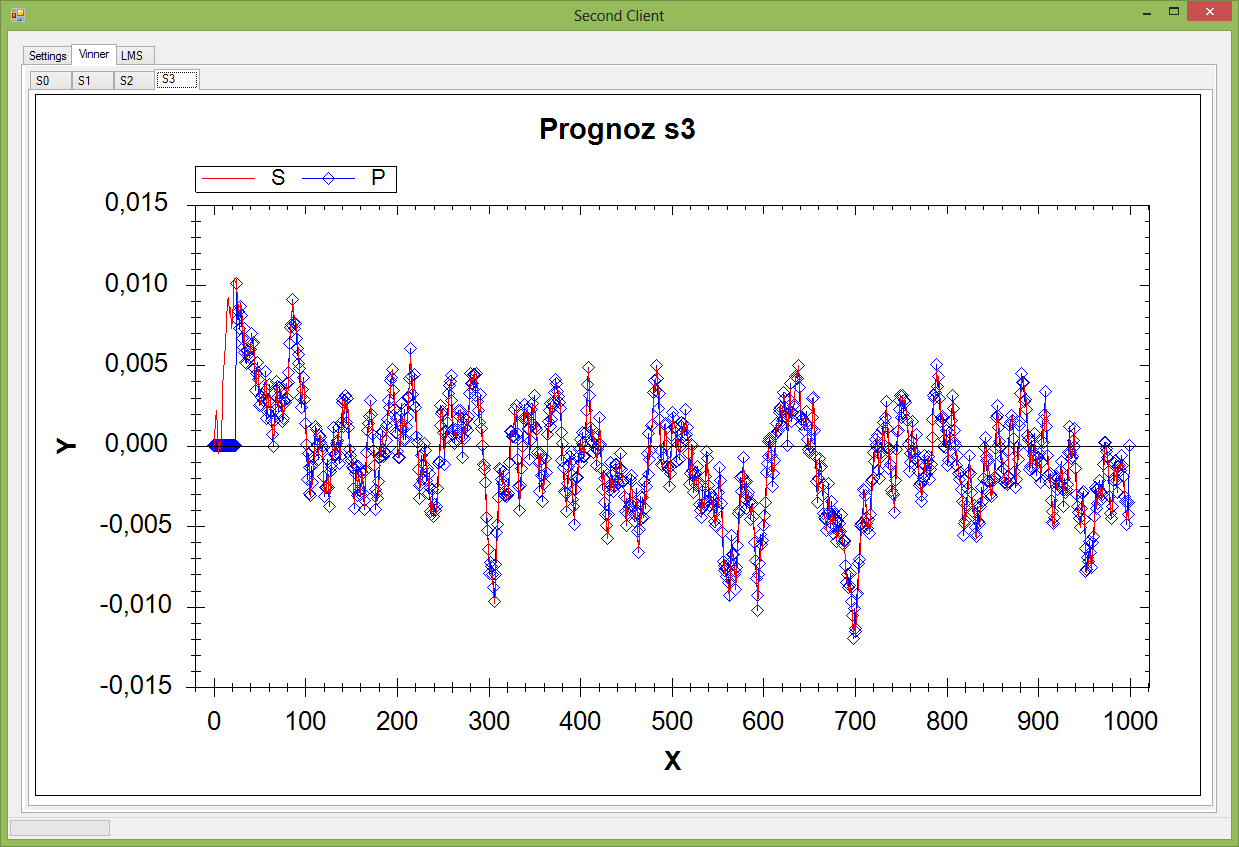 Second Client
Settings Vinner LMS
S0 S1 S2 S3
Prognoz s3
S P
0,015
0,010
0,005
0,000
-0,005
-0,010
-0,015
Y
0 100 200 300 400 500 600 700 800 900 1000
X